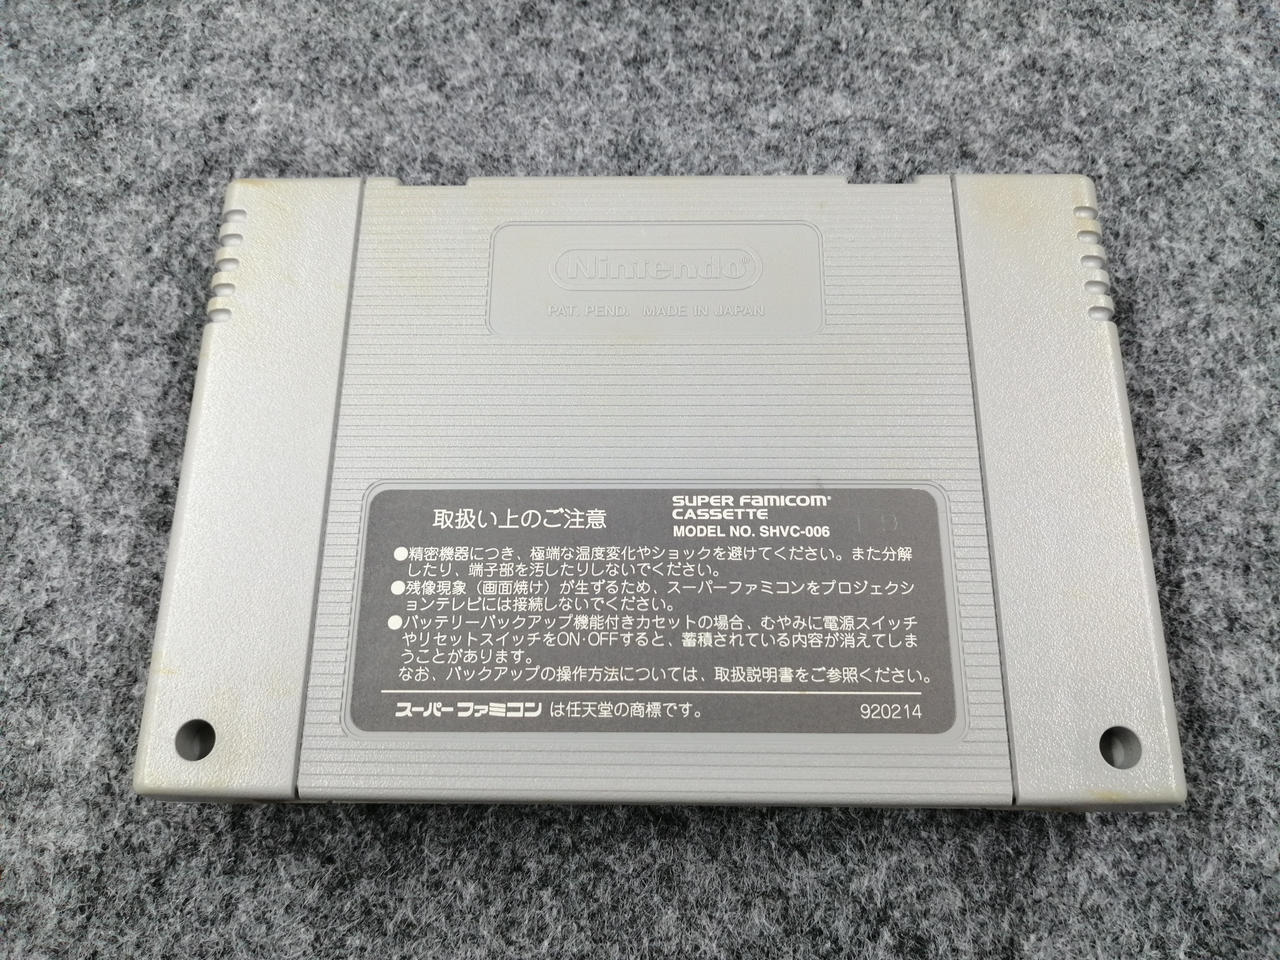 Nintendo®
PAT. PEND. MADE IN JAPAN
取扱い上のご注意
SUPER FAMICOM®
CASSETTE
MODEL NO. SHVC-006
●精密機器につき、極端な温度変化やショックを避けてください。また分解
したり、端子部を汚したりしないでください。
●残像現象（画面焼け）が生ずるため、スーパーファミコンをプロジェクシ
ョンテレビには接続しないでください。
●バッテリーバックアップ機能付きカセットの場合、むやみに電源スイッチ
やリセットスイッチをON·OFFすると、蓄積されている内容が消えてしま
うことがあります。
なお、バックアップの操作方法については、取扱説明書をご参照ください。
スーパーファミコンは任天堂の商標です。
920214